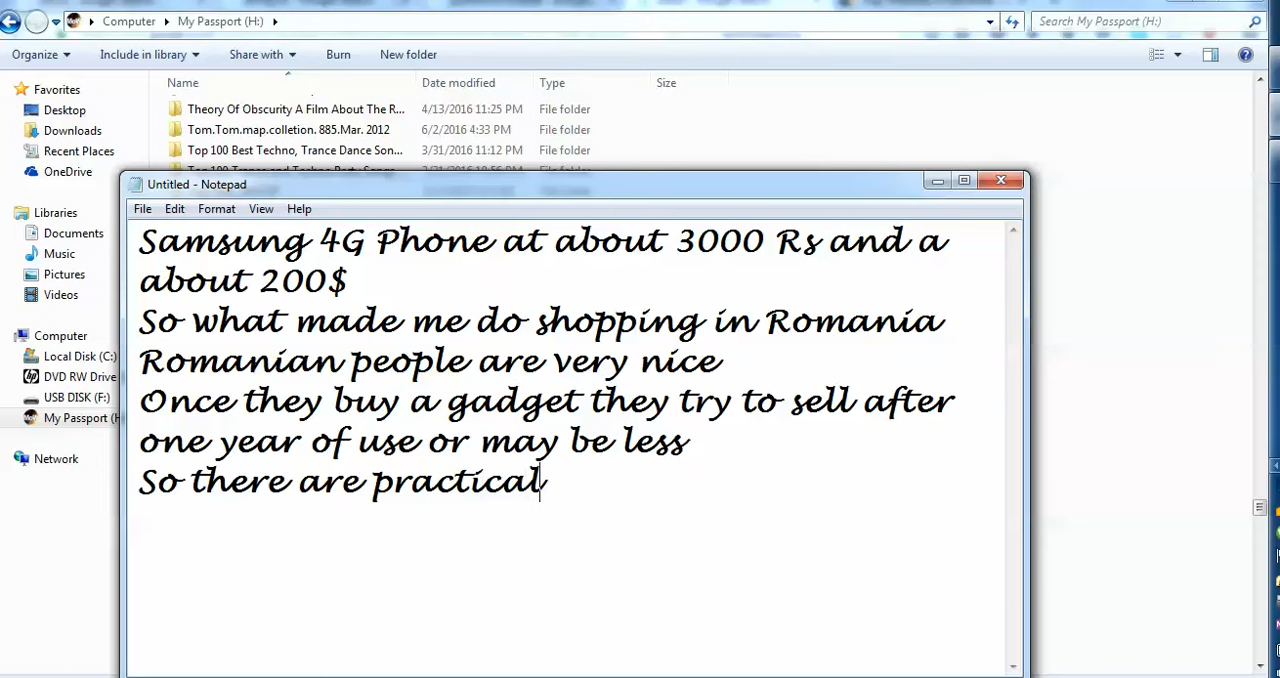 Computer
My Passport (H:)
Search My Passport (H:)
Organize
Include in library
Share with
Burn
New folder
Favorites
Desktop
Downloads
Recent Places
OneDrive
Libraries
Documents
Music
Pictures
Videos
Computer
Local Disk (C:)
DVD RW Drive
USB DISK (F:)
My Passport (H
Network
Name
Date modified
Type
Size
Theory Of Obscurity A Film About The R...
4/13/2016 11:25 PM
File folder
Tom.Tom.map.colletion. 885.Mar. 2012
6/2/2016 4:33 PM
File folder
Top 100 Best Techno, Trance Dance Son...
3/31/2016 11:12 PM
File folder
Untitled - Notepad
File
Edit
Format
View
Help
Samsung 4G Phone at about 3000 Rs and a
about 200$
So what made me do shopping in Romania
Romanian people are very nice
Once they buy a gadget they try to sell after
one year of use or may be less
So there are practical